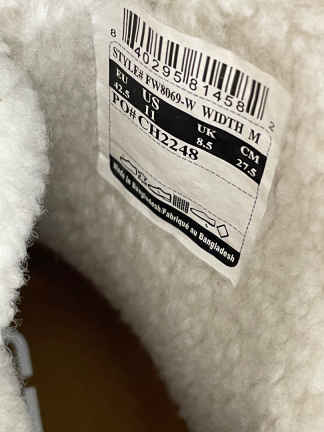 8 40295 81458 2
STYLE# FW8069-W WIDTH M
EU US UK CM
42.5 11 8.5 27.5
PO# CH2248
Made in Bangladesh/Fabriqué au Bangladesh